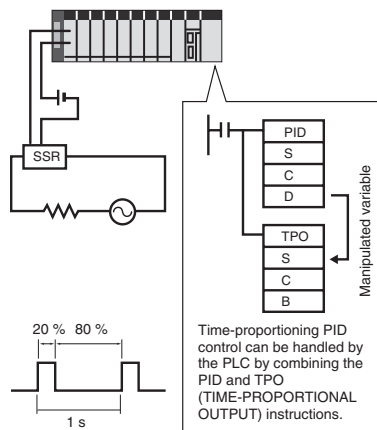 SSR
PID
S
C
D
TPO
S
C
B
Manipulated variable
20 % 80 %
1 s
Time-proportioning PID
control can be handled by
the PLC by combining the
PID and TPO
(TIME-PROPORTIONAL
OUTPUT) instructions.